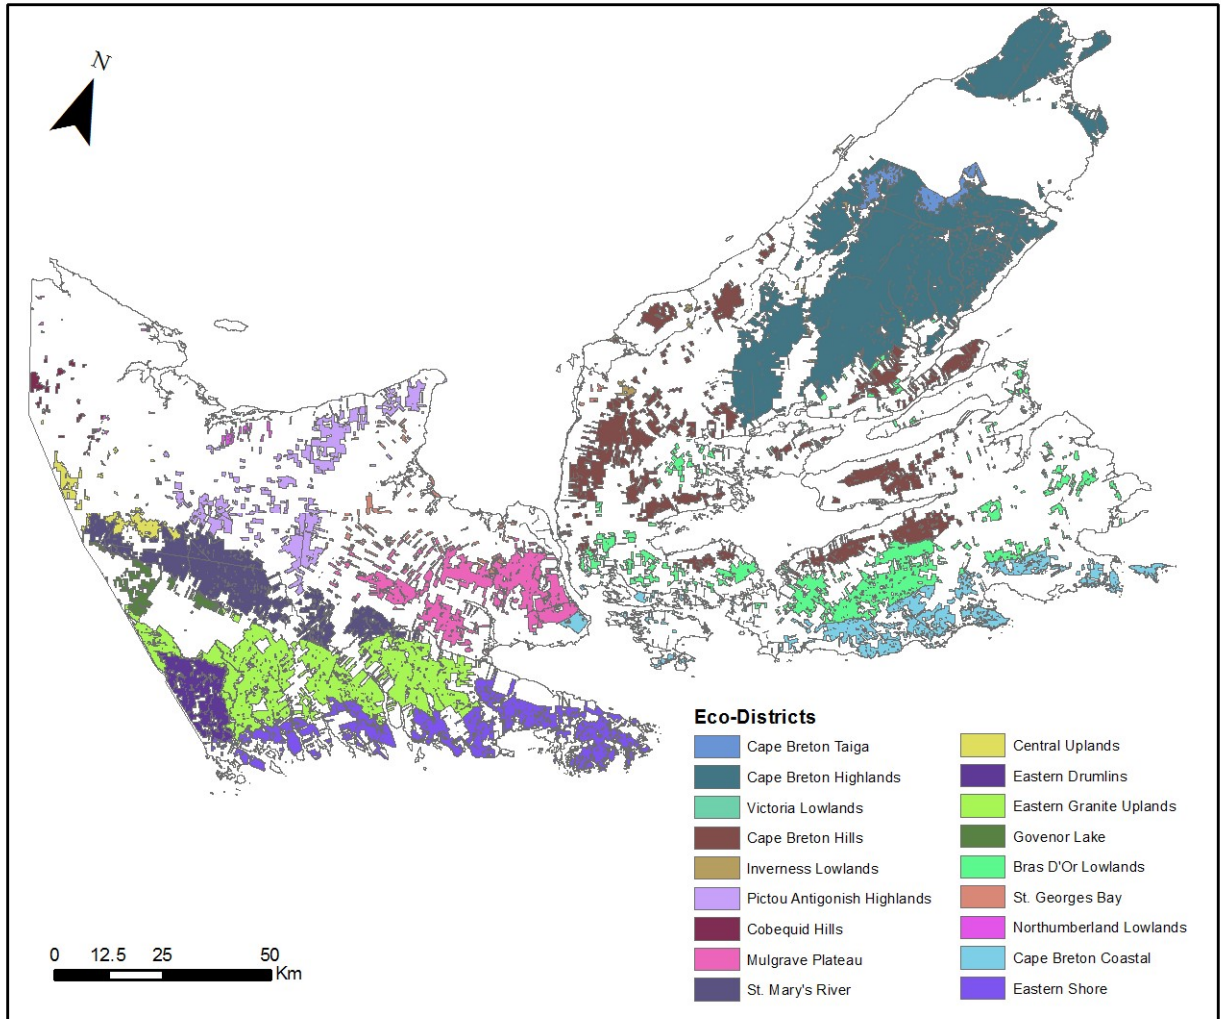 N
Eco-Districts
Cape Breton Taiga
Cape Breton Highlands
Victoria Lowlands
Cape Breton Hills
Inverness Lowlands
Pictou Antigonish Highlands
Cobequid Hills
Mulgrave Plateau
St. Mary's River
Central Uplands
Eastern Drumlins
Eastern Granite Uplands
Govenor Lake
Bras D'Or Lowlands
St. Georges Bay
Northumberland Lowlands
Cape Breton Coastal
Eastern Shore
0 12.5 25 50
Km